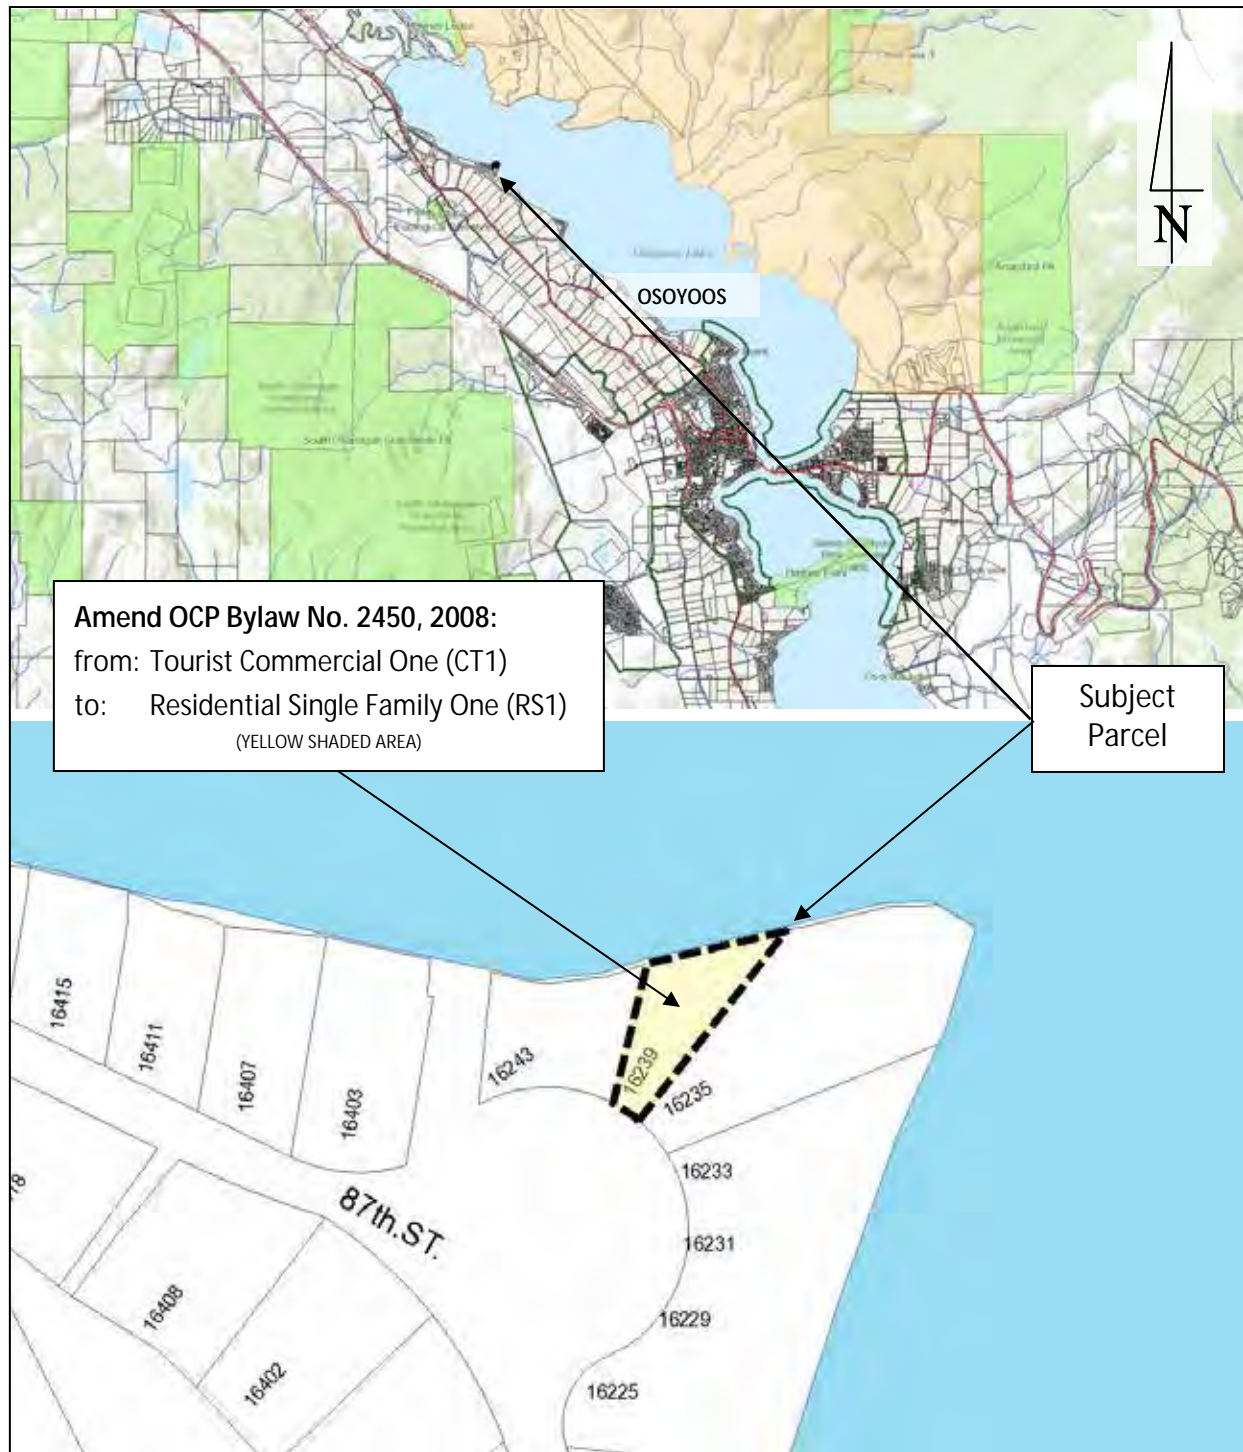 N
OSOYOOS
Amend OCP Bylaw No. 2450, 2008:
from: Tourist Commercial One (CT1)
to: Residential Single Family One (RS1)
(YELLOW SHADED AREA)
Subject
Parcel
16415
16411
16407
16403
16243
16239
16235
16233
16231
16229
16225
87th.ST.
16408
16402